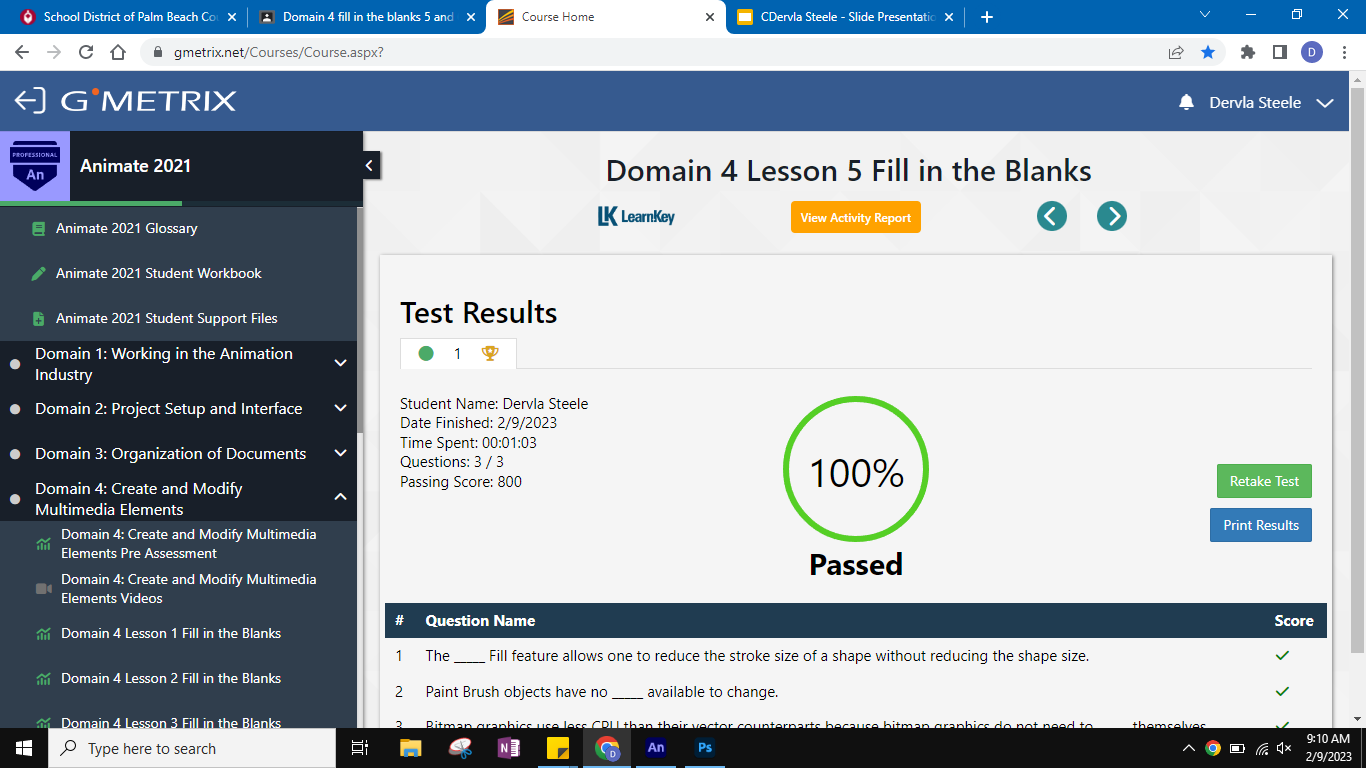 School District of Palm Beach Cou
Domain 4 fill in the blanks 5 and
Course Home
CDervla Steele - Slide Presentatio
gmetrix.net/Courses/Course.aspx?
D
GMETRIX
Dervla Steele
PROFESSIONAL
An
Animate 2021
Animate 2021 Glossary
Animate 2021 Student Workbook
Animate 2021 Student Support Files
Domain 1: Working in the Animation
Industry
Domain 2: Project Setup and Interface
Domain 3: Organization of Documents
Domain 4: Create and Modify
Multimedia Elements
Domain 4: Create and Modify Multimedia
Elements Pre Assessment
Domain 4: Create and Modify Multimedia
Elements Videos
Domain 4 Lesson 1 Fill in the Blanks
Domain 4 Lesson 2 Fill in the Blanks
Domain 4 Lesson 3 Fill in the Blanks
Domain 4 Lesson 5 Fill in the Blanks
LK LearnKey
View Activity Report
Test Results
1
Student Name: Dervla Steele
Date Finished: 2/9/2023
Time Spent: 00:01:03
Questions: 3 / 3
Passing Score: 800
100%
Passed
Retake Test
Print Results
# Question Name Score
1 The _____ Fill feature allows one to reduce the stroke size of a shape without reducing the shape size.
2 Paint Brush objects have no _____ available to change.
3 Bitmap graphics use less CPU than their vector counterparts because bitmap graphics do not need to _____ themselves
Type here to search
N
D
An
Ps
9:10 AM
2/9/2023